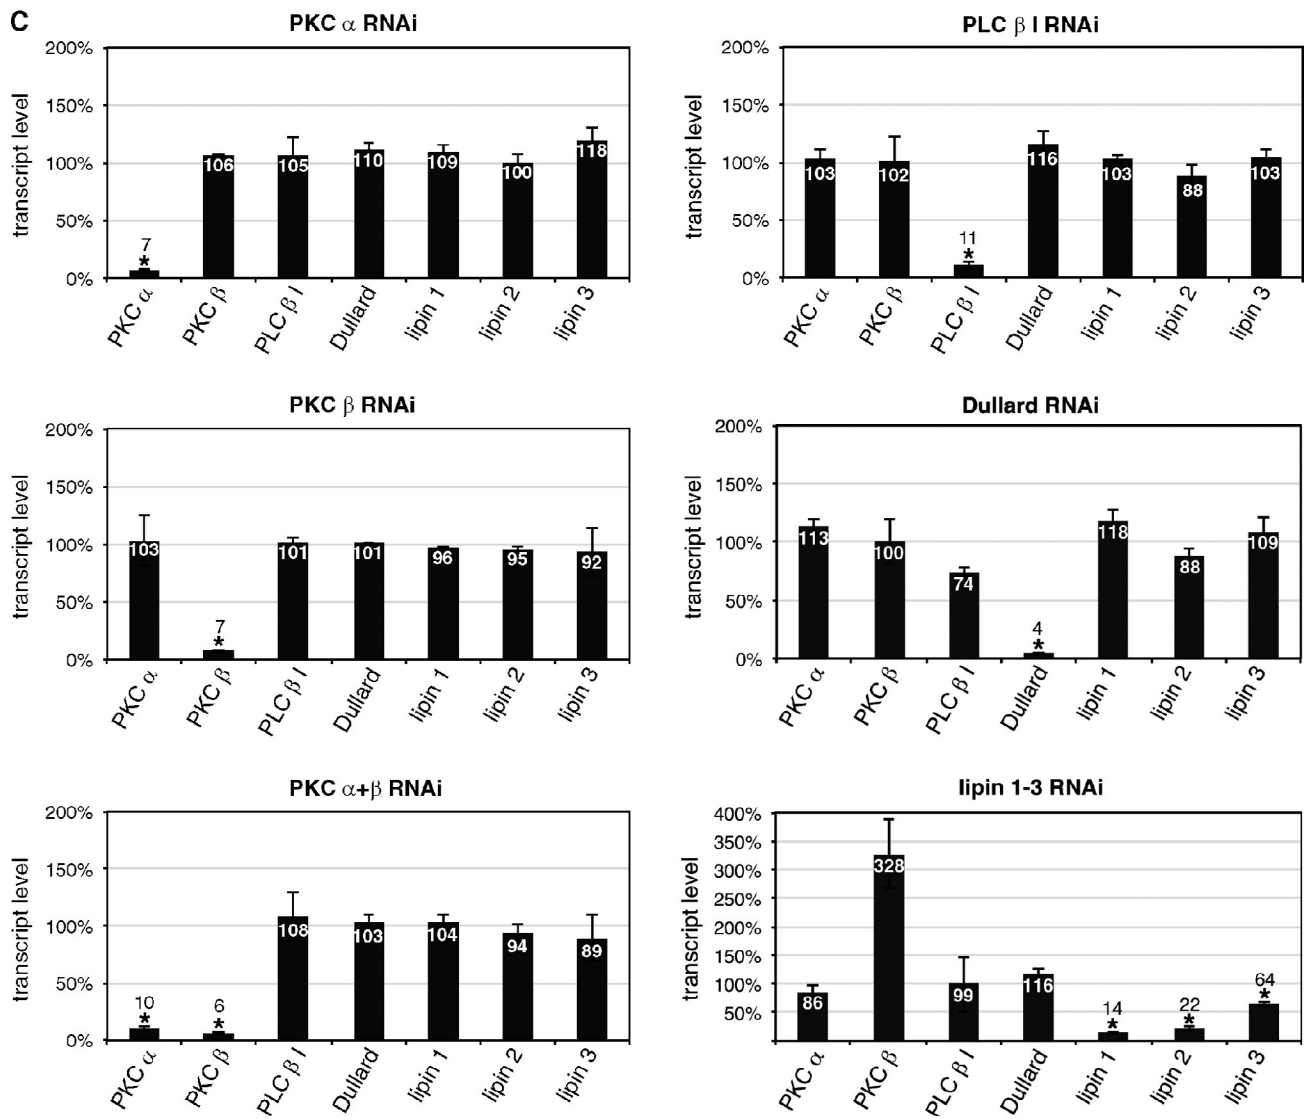 C
PKC α RNAi
transcript level
200%
150%
100%
50%
0%
7
*
106
105
110
109
100
118
PKC α
PKC β
PLC β I
Dullard
lipin 1
lipin 2
lipin 3
PLC β I RNAi
transcript level
200%
150%
100%
50%
0%
103
102
11
*
116
103
88
103
PKC α
PKC β
PLC β I
Dullard
lipin 1
lipin 2
lipin 3
PKC β RNAi
transcript level
200%
150%
100%
50%
0%
103
7
*
101
101
96
95
92
PKC α
PKC β
PLC β I
Dullard
lipin 1
lipin 2
lipin 3
Dullard RNAi
transcript level
200%
150%
100%
50%
0%
113
100
74
4
*
118
88
109
PKC α
PKC β
PLC β I
Dullard
lipin 1
lipin 2
lipin 3
PKC α+β RNAi
transcript level
200%
150%
100%
50%
0%
10
*
6
*
108
103
104
94
89
PKC α
PKC β
PLC β I
Dullard
lipin 1
lipin 2
lipin 3
lipin 1-3 RNAi
transcript level
400%
350%
300%
250%
200%
150%
100%
50%
86
328
99
116
14
*
22
*
64
*
PKC α
PKC β
PLC β I
Dullard
lipin 1
lipin 2
lipin 3